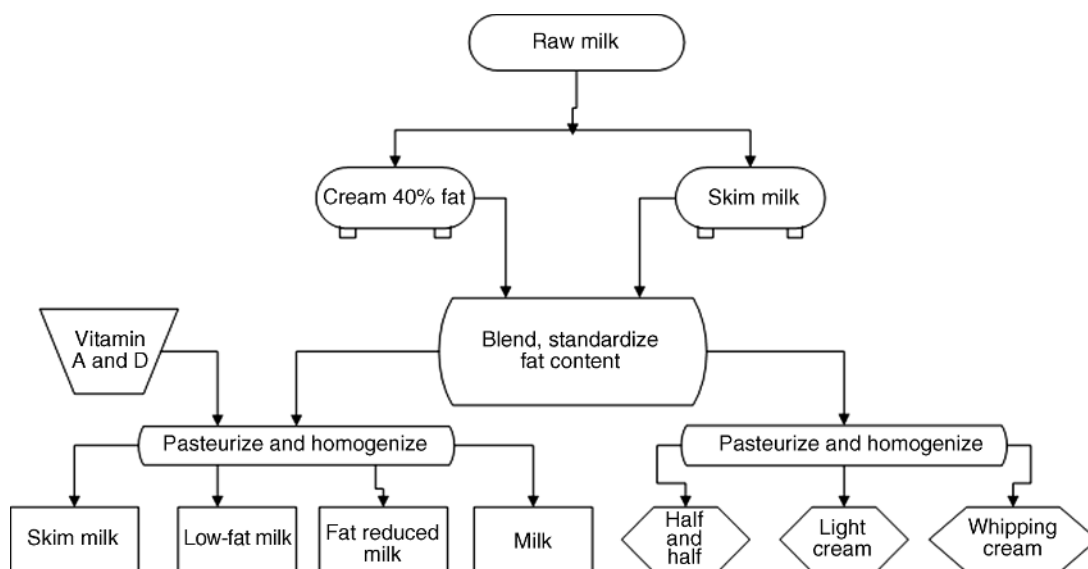 Raw milk
Cream 40% fat
Skim milk
Vitamin
A and D
Blend, standardize
fat content
Pasteurize and homogenize
Pasteurize and homogenize
Skim milk
Low-fat milk
Fat reduced
milk
Milk
Half
and
half
Light
cream
Whipping
cream